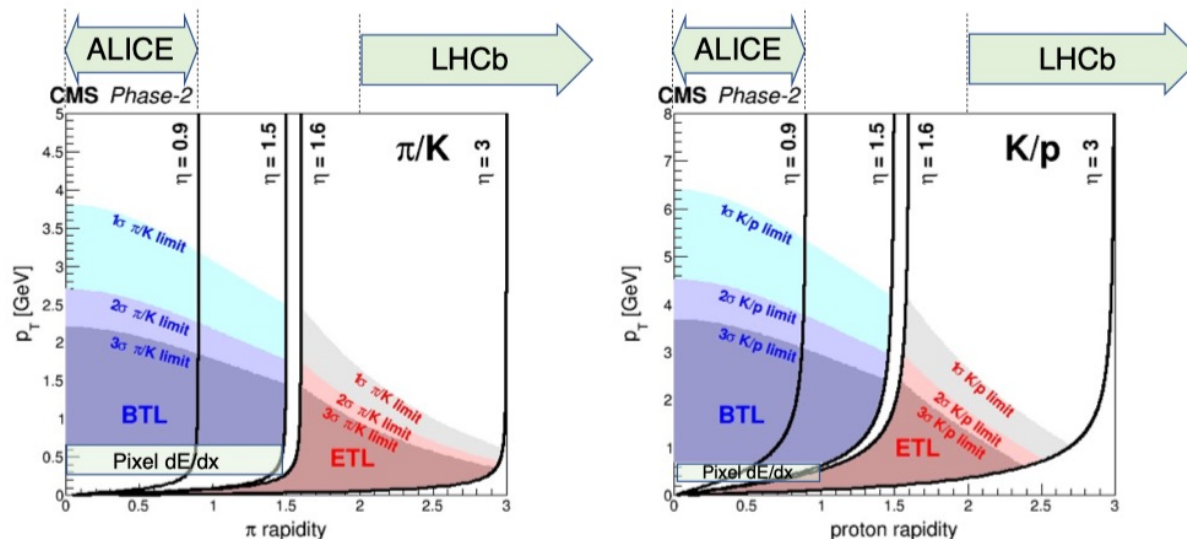 ALICE
LHCb
CMS Phase-2
π/K
η = 0.9
η = 1.5
η = 1.6
η = 3
1σ π/K limit
2σ π/K limit
3σ π/K limit
BTL
Pixel dE/dx
1σ π/K limit
2σ π/K limit
3σ π/K limit
ETL
5
4.5
4
3.5
3
2.5
2
1.5
1
0.5
0
p_T [GeV]
0 0.5 1 1.5 2 2.5 3
π rapidity
ALICE
LHCb
CMS Phase-2
K/p
η = 0.9
η = 1.5
η = 1.6
η = 3
1σ K/p limit
2σ K/p limit
3σ K/p limit
BTL
Pixel dE/dx
1σ K/p limit
2σ K/p limit
3σ K/p limit
ETL
8
7
6
5
4
3
2
1
0
p_T [GeV]
0 0.5 1 1.5 2 2.5 3
proton rapidity